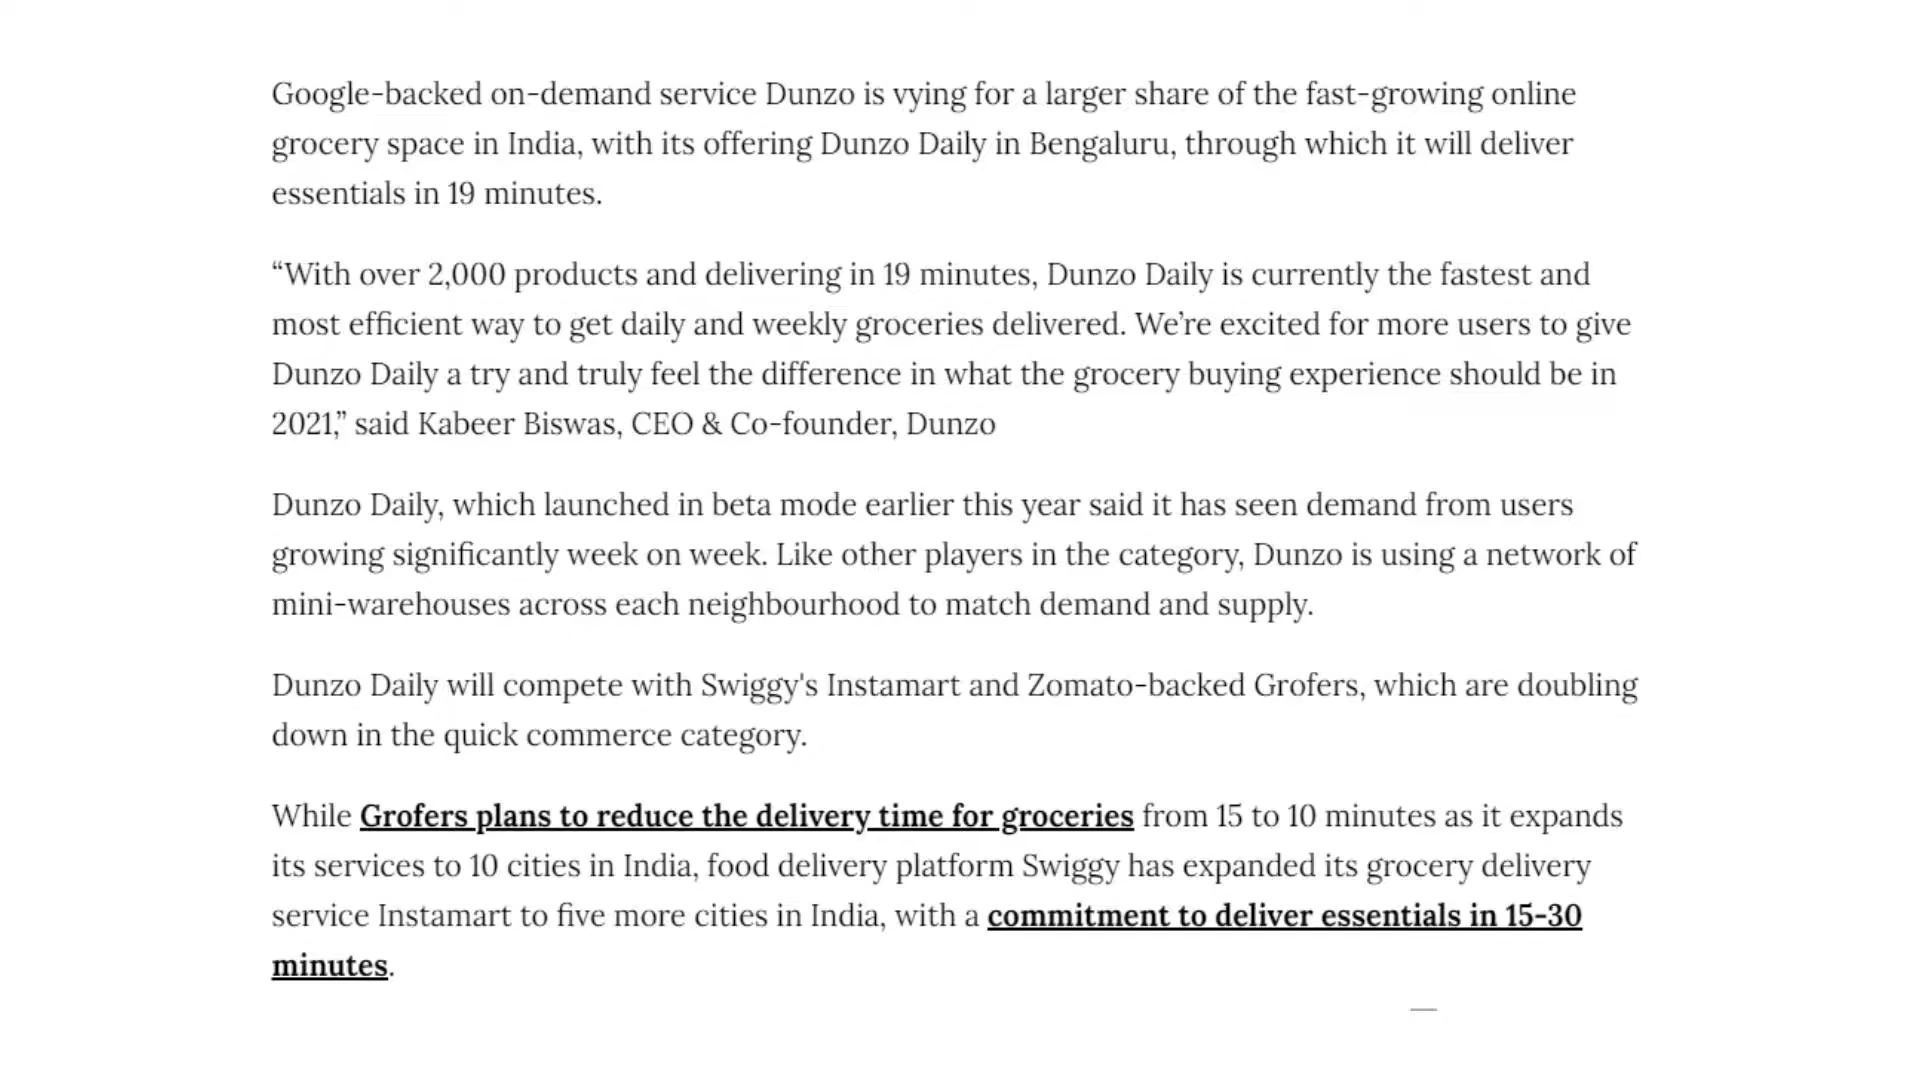 Google-backed on-demand service Dunzo is vying for a larger share of the fast-growing online
grocery space in India, with its offering Dunzo Daily in Bengaluru, through which it will deliver
essentials in 19 minutes.
“With over 2,000 products and delivering in 19 minutes, Dunzo Daily is currently the fastest and
most efficient way to get daily and weekly groceries delivered. We’re excited for more users to give
Dunzo Daily a try and truly feel the difference in what the grocery buying experience should be in
2021,” said Kabeer Biswas, CEO & Co-founder, Dunzo
Dunzo Daily, which launched in beta mode earlier this year said it has seen demand from users
growing significantly week on week. Like other players in the category, Dunzo is using a network of
mini-warehouses across each neighbourhood to match demand and supply.
Dunzo Daily will compete with Swiggy's Instamart and Zomato-backed Grofers, which are doubling
down in the quick commerce category.
While Grofers plans to reduce the delivery time for groceries from 15 to 10 minutes as it expands
its services to 10 cities in India, food delivery platform Swiggy has expanded its grocery delivery
service Instamart to five more cities in India, with a commitment to deliver essentials in 15-30
minutes.